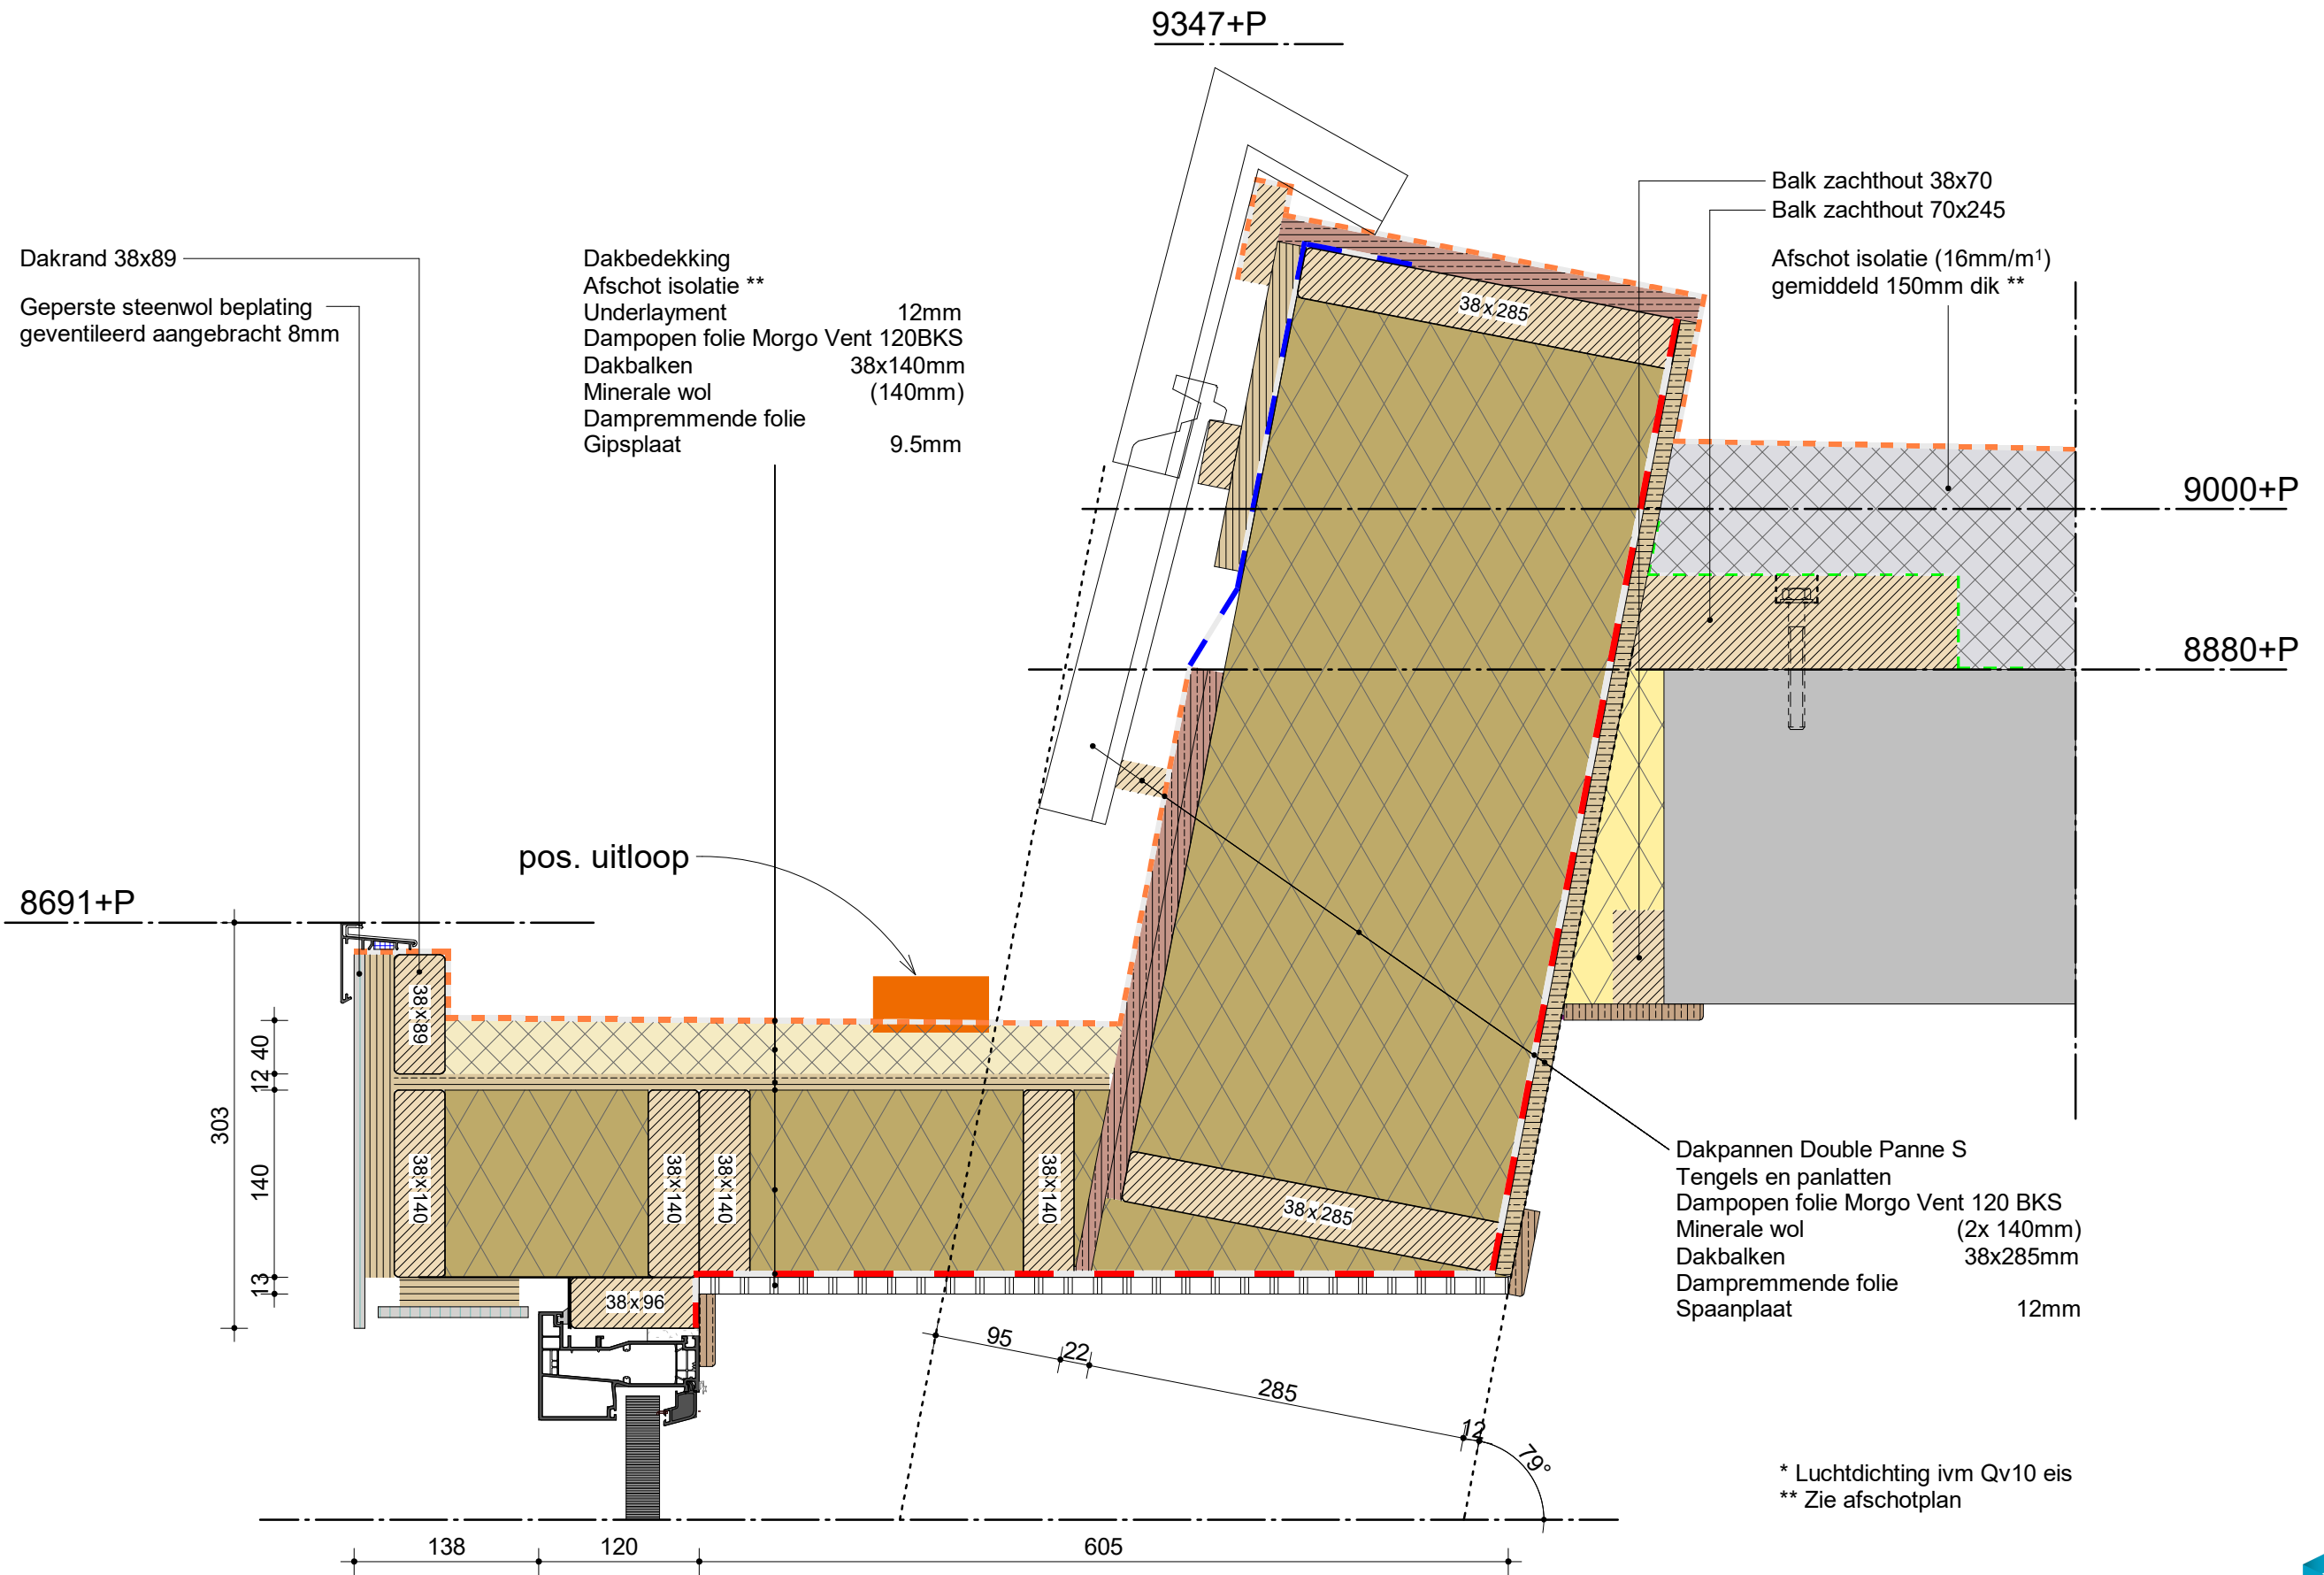 9347+P
Balk zachthout 38x70
Balk zachthout 70x245
Dakrand 38x89
Geperste steenwol beplating
geventileerd aangebracht 8mm
Dakbedekking
Afschot isolatie **
Underlayment 12mm
Dampopen folie Morgo Vent 120BKS
Dakbalken 38x140mm
Minerale wol (140mm)
Dampremmende folie
Gipsplaat 9.5mm
Afschot isolatie (16mm/m¹)
gemiddeld 150mm dik **
38x285
9000+P
8880+P
pos. uitloop
8691+P
38x89
40
12
303
140
13
38x140
38x140
38x140
38x140
38x285
38x96
Dakpannen Double Panne S
Tengels en panlatten
Dampopen folie Morgo Vent 120 BKS
Minerale wol (2x 140mm)
Dakbalken 38x285mm
Dampremmende folie
Spaanplaat 12mm
95
22
285
12
79°
* Luchtdichting ivm Qv10 eis
** Zie afschotplan
138
120
605